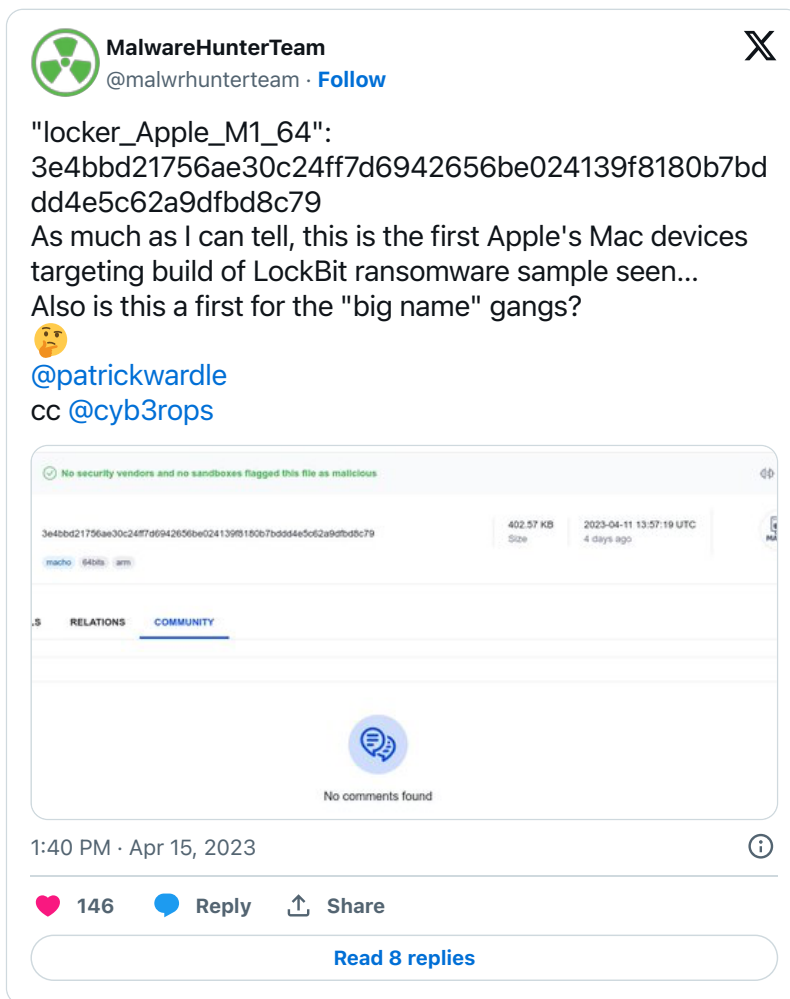 MalwareHunterTeam
@malwrhunterteam · Follow
"locker_Apple_M1_64":
3e4bbd21756ae30c24ff7d6942656be024139f8180b7bd
dd4e5c62a9dfbd8c79
As much as I can tell, this is the first Apple's Mac devices
targeting build of LockBit ransomware sample seen...
Also is this a first for the "big name" gangs?
🤔
@patrickwardle
cc @cyb3rops
No security vendors and no sandboxes flagged this file as malicious
3e4bbd21756ae30c24ff7d6942656be024139f8180b7bddd4e5c62a9dfbd8c79
402.57 KB
Size
2023-04-11 13:57:19 UTC
4 days ago
macho 64bits arm
RELATIONS COMMUNITY
No comments found
1:40 PM · Apr 15, 2023
146 Reply Share
Read 8 replies